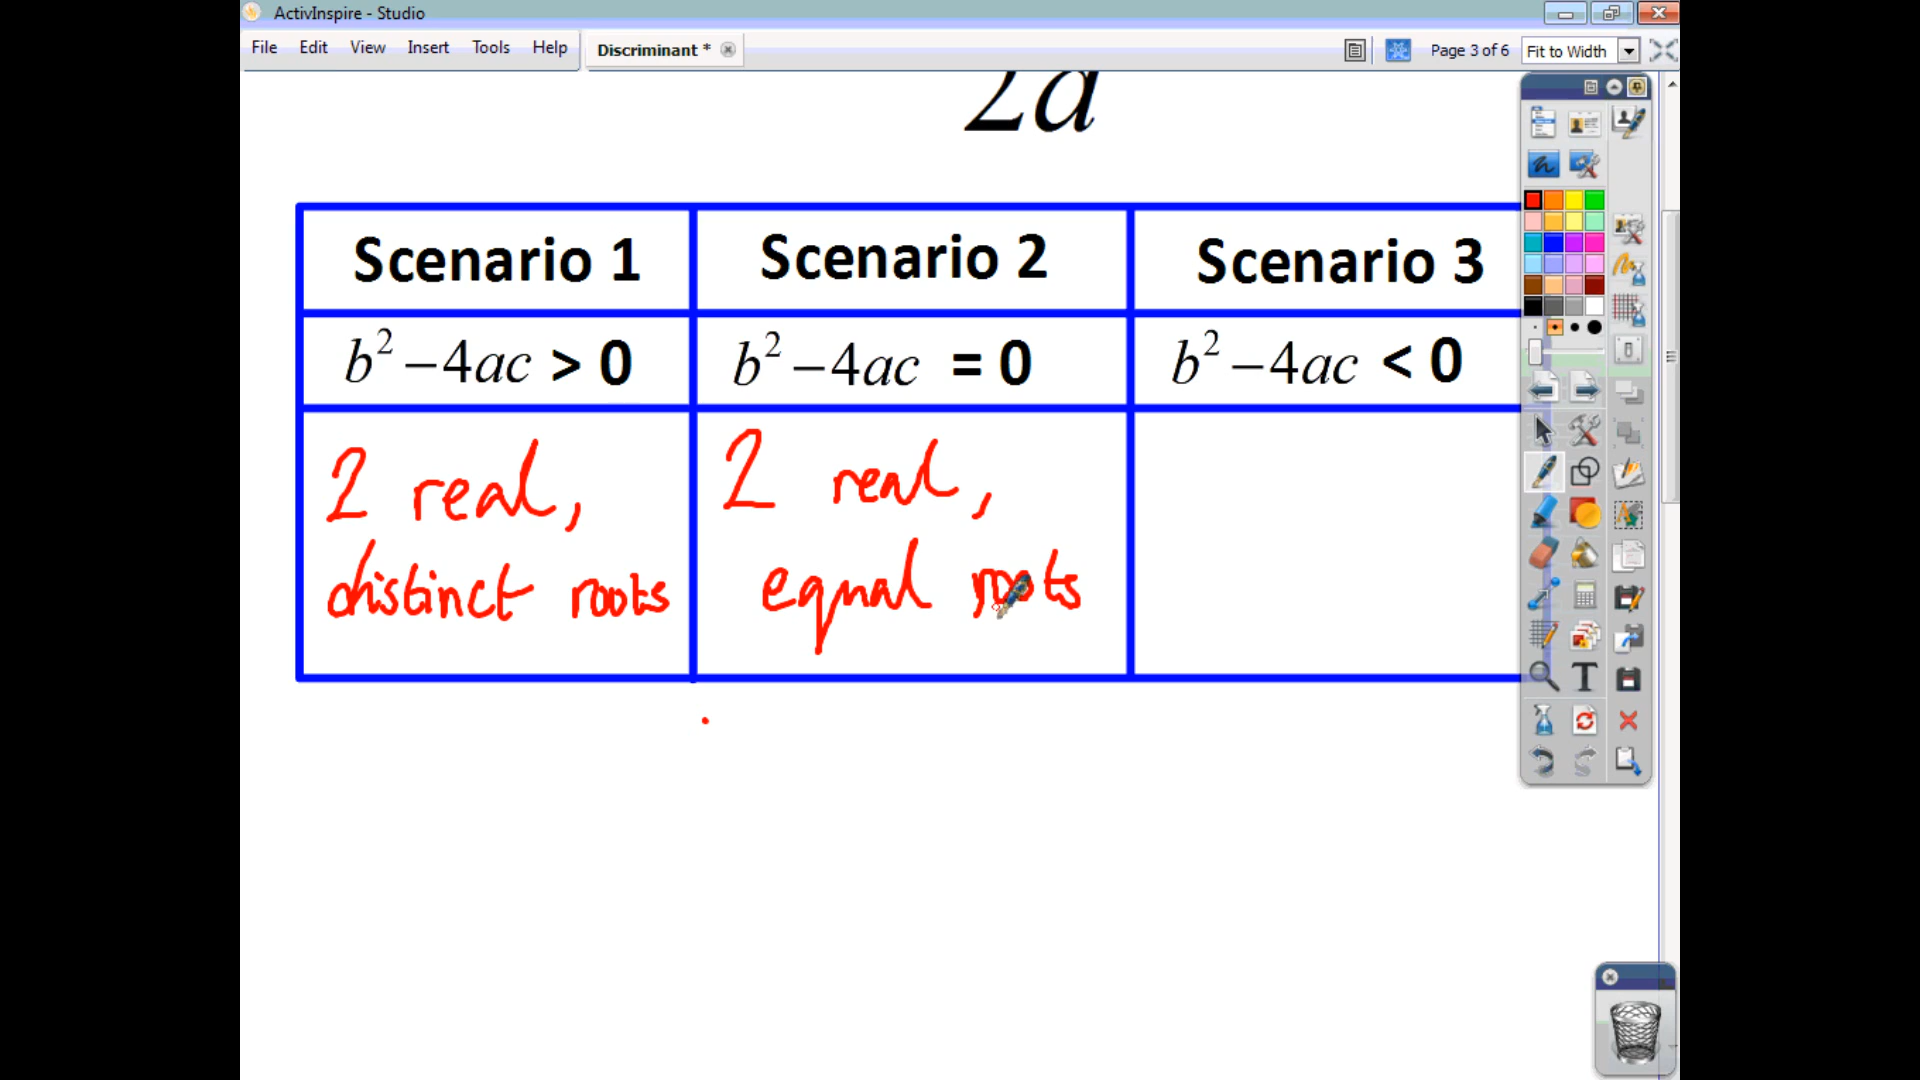 ActivInspire - Studio
File Edit View Insert Tools Help Discriminant * Page 3 of 6 Fit to Width
2a
Scenario 1 Scenario 2 Scenario 3
b² – 4ac > 0 b² – 4ac = 0 b² – 4ac < 0
2 real, 2 real,
distinct roots equal roots